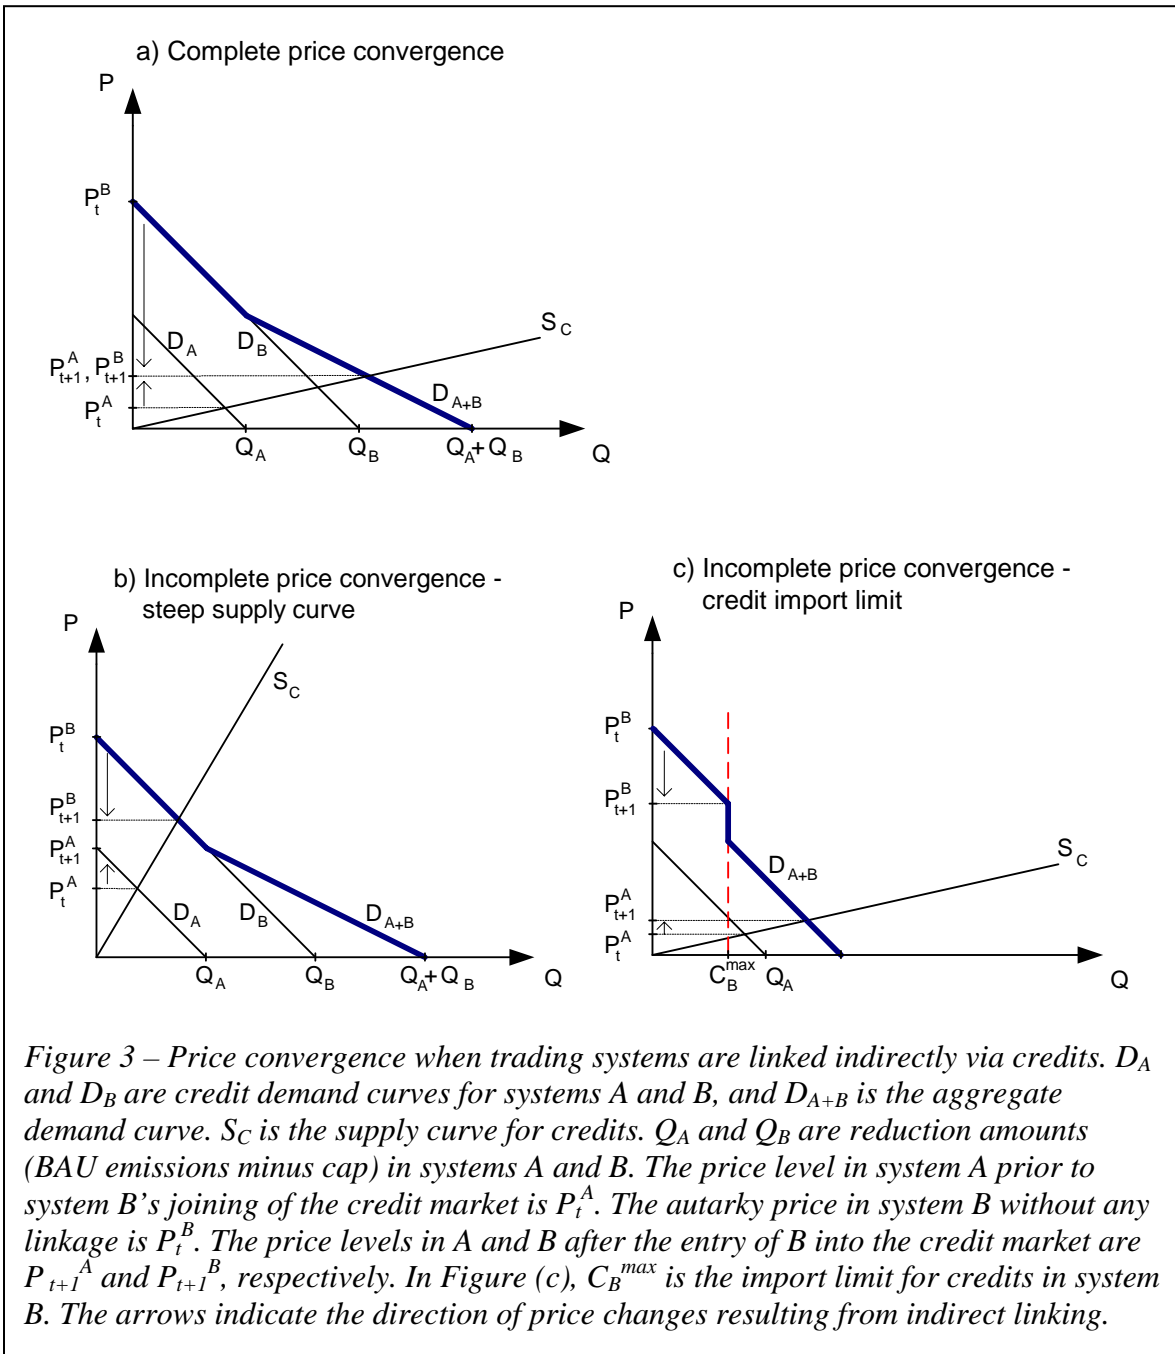 a) Complete price convergence
P
P_t^B
D_A
D_B
S_C
P_{t+1}^A, P_{t+1}^B
P_t^A
D_{A+B}
Q_A
Q_B
Q_A+Q_B
Q
b) Incomplete price convergence -
steep supply curve
P
S_C
P_t^B
P_{t+1}^B
P_{t+1}^A
P_t^A
D_A
D_B
D_{A+B}
Q_A
Q_B
Q_A+Q_B
Q
c) Incomplete price convergence -
credit import limit
P
P_t^B
P_{t+1}^B
S_C
D_{A+B}
P_{t+1}^A
P_t^A
C_B^max
Q_A
Q
Figure 3 – Price convergence when trading systems are linked indirectly via credits. D_A
and D_B are credit demand curves for systems A and B, and D_{A+B} is the aggregate
demand curve. S_C is the supply curve for credits. Q_A and Q_B are reduction amounts
(BAU emissions minus cap) in systems A and B. The price level in system A prior to
system B's joining of the credit market is P_t^A. The autarky price in system B without any
linkage is P_t^B. The price levels in A and B after the entry of B into the credit market are
P_{t+1}^A and P_{t+1}^B, respectively. In Figure (c), C_B^max is the import limit for credits in system
B. The arrows indicate the direction of price changes resulting from indirect linking.